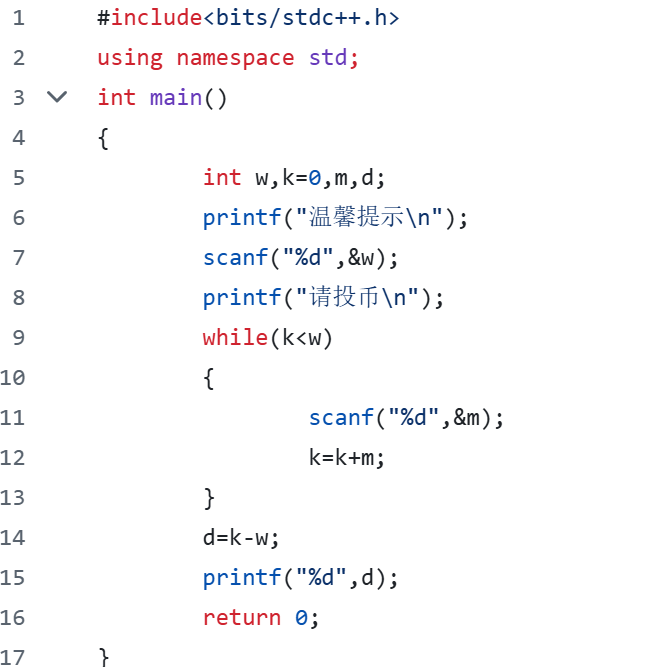 1 #include<bits/stdc++.h>
2 using namespace std;
3 int main()
4 {
5 int w,k=0,m,d;
6 printf("温馨提示\n");
7 scanf("%d",&w);
8 printf("请投币\n");
9 while(k<w)
10 {
11 scanf("%d",&m);
12 k=k+m;
13 }
14 d=k-w;
15 printf("%d",d);
16 return 0;
17 }